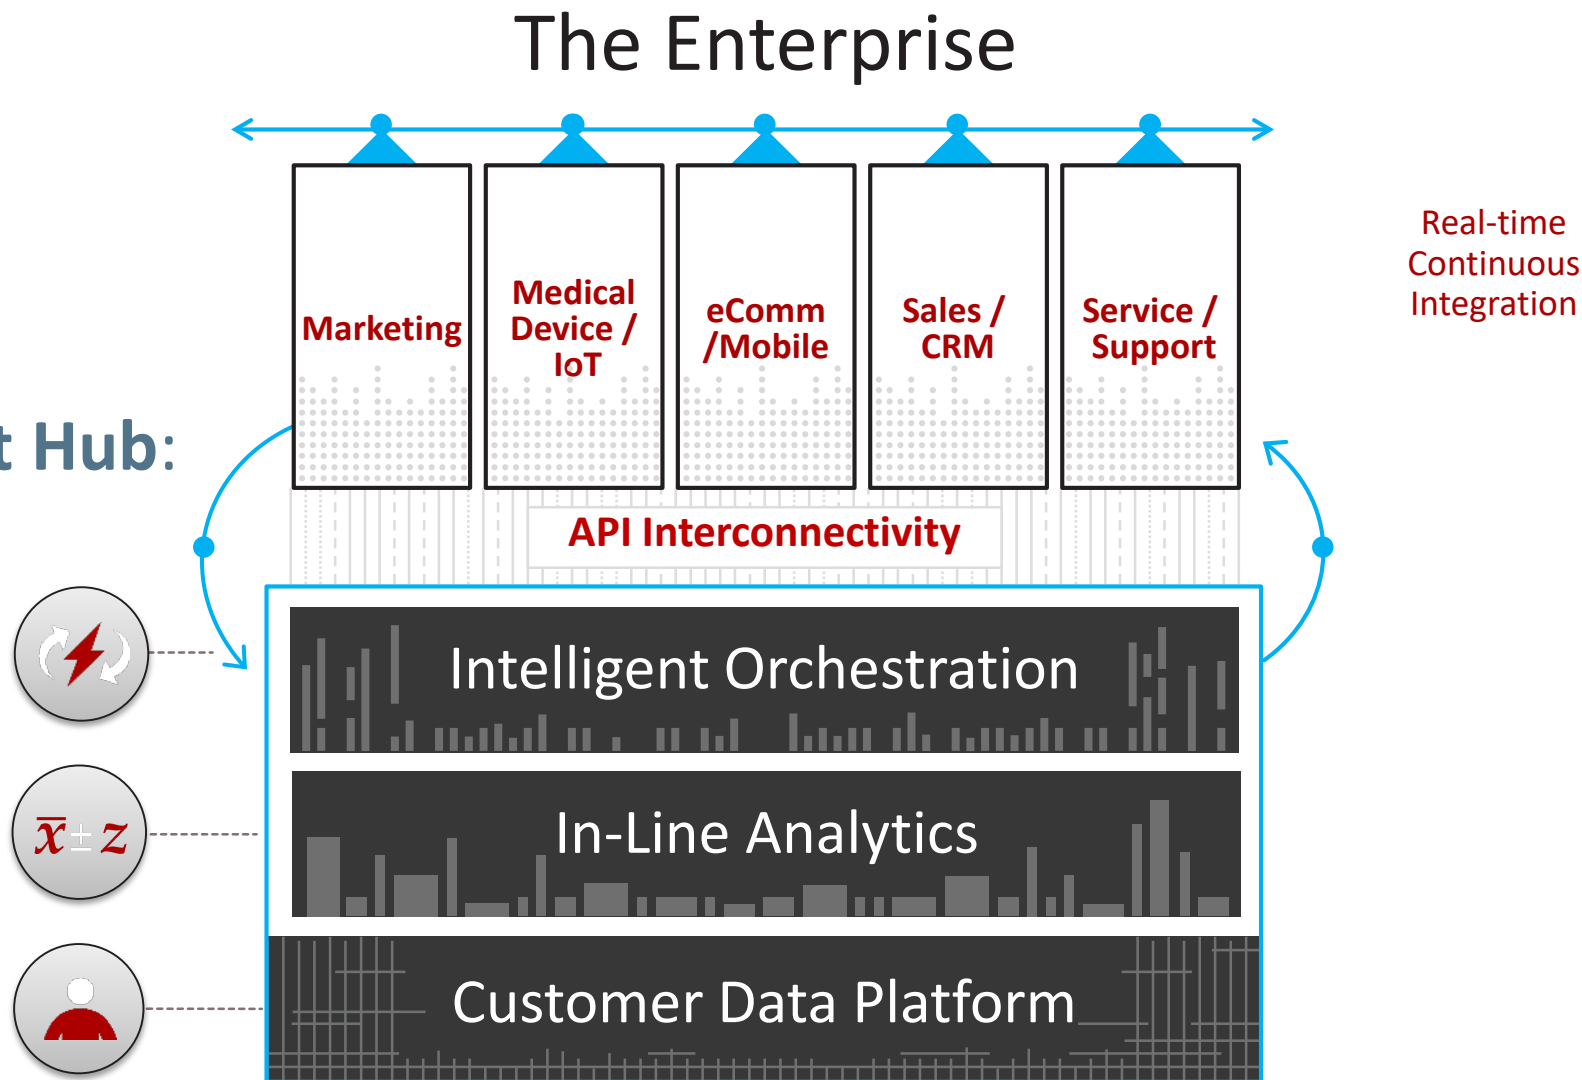 The Enterprise
Marketing
Medical
Device /
IoT
eComm
/Mobile
Sales /
CRM
Service /
Support
Real-time
Continuous
Integration
t Hub:
API Interconnectivity
Intelligent Orchestration
x̅ ± z
In-Line Analytics
Customer Data Platform